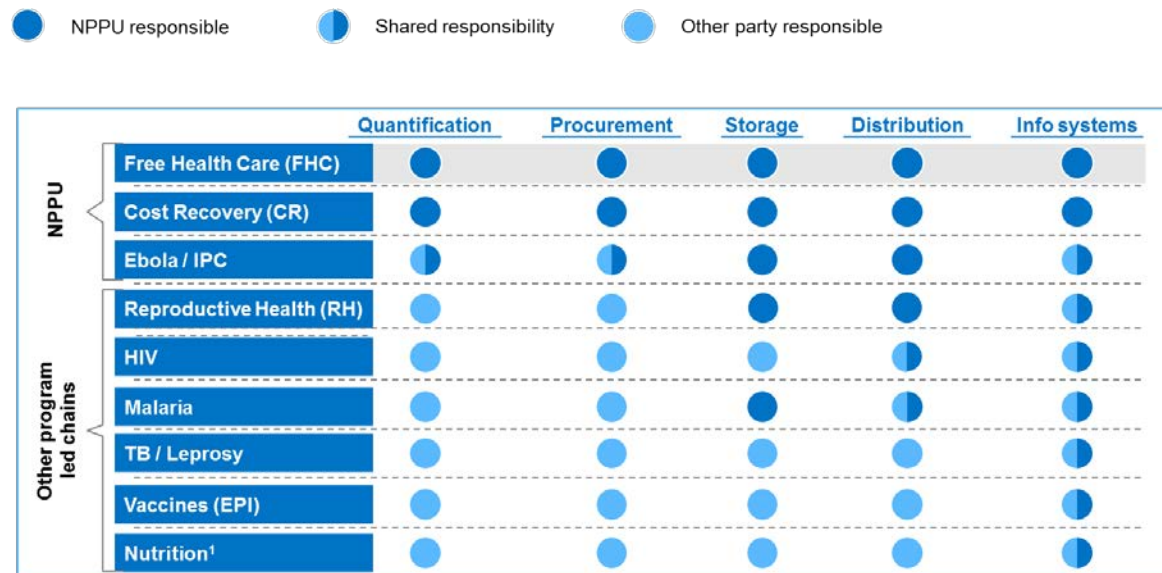 NPPU responsible
Shared responsibility
Other party responsible
Quantification Procurement Storage Distribution Info systems
NPPU
Free Health Care (FHC)
Cost Recovery (CR)
Ebola / IPC
Other program
led chains
Reproductive Health (RH)
HIV
Malaria
TB / Leprosy
Vaccines (EPI)
Nutrition¹